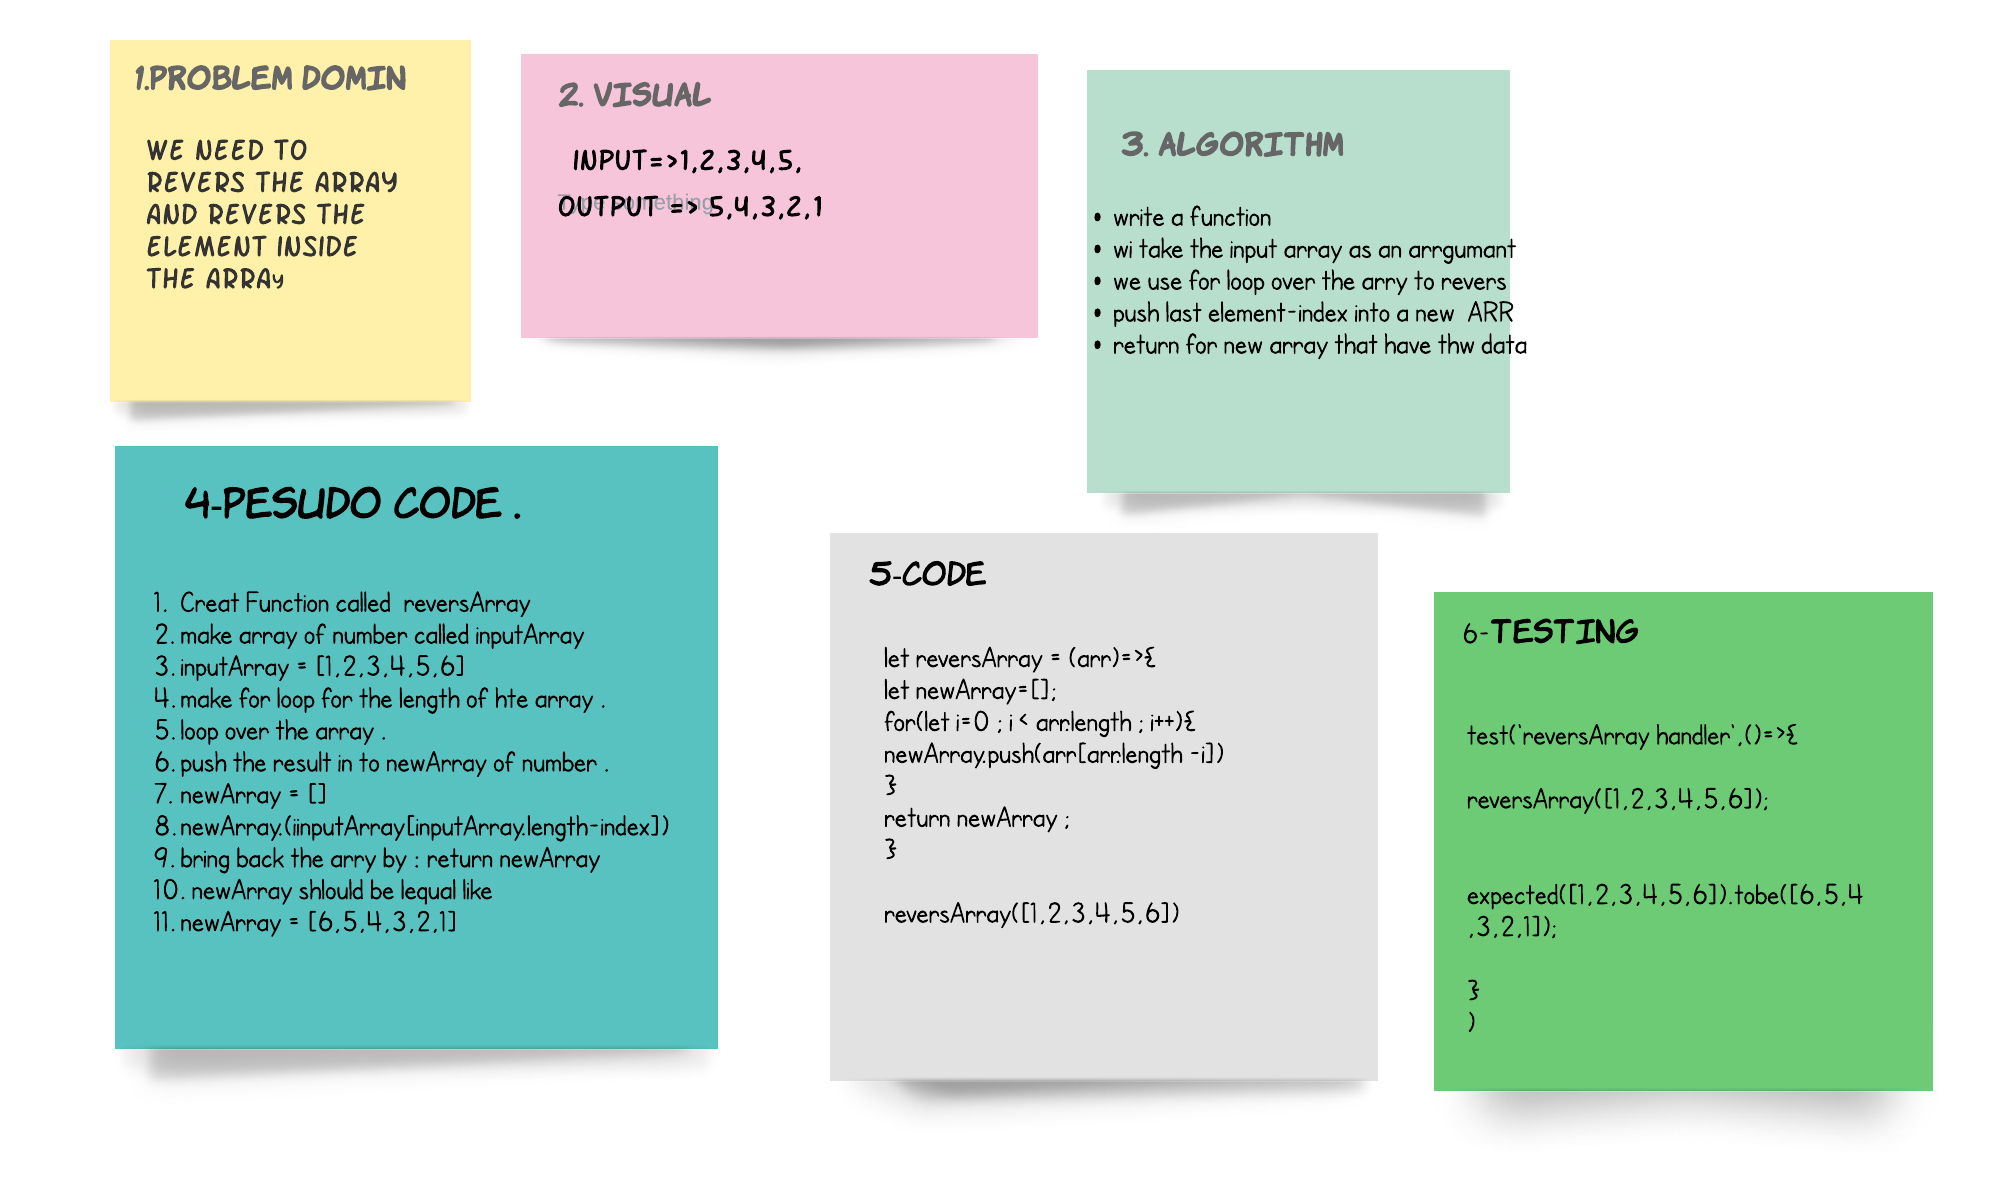 1.PROBLEM DOMIN
WE NEED TO
REVERS THE ARRAY
AND REVERS THE
ELEMENT INSIDE
THE ARRAy
2. VISUAL
INPUT=>1,2,3,4,5,
Type something
OUTPUT => 5,4,3,2,1
3. ALGORITHM
• write a function
• wi take the input array as an arrgumant
• we use for loop over the arry to revers
• push last element-index into a new ARR
• return for new array that have thw data
4-PESUDO CODE .
1. Creat Function called reversArray
2. make array of number called inputArray
3. inputArray = [1,2,3,4,5,6]
4. make for loop for the length of hte array .
5. loop over the array .
6. push the result in to newArray of number .
7. newArray = []
8. newArray.(iinputArray[inputArray.length-index])
9. bring back the arry by : return newArray
10. newArray shlould be lequal like
11. newArray = [6,5,4,3,2,1]
5-CODE
let reversArray = (arr)=>{
let newArray=[];
for(let i=0 ; i < arr.length ; i++){
newArray.push(arr[arr.length -i])
}
return newArray ;
}
reversArray([1,2,3,4,5,6])
6-TESTING
test(`reversArray handler`,()=>{
reversArray([1,2,3,4,5,6]);
expected([1,2,3,4,5,6]).tobe([6,5,4
,3,2,1]);
}
)